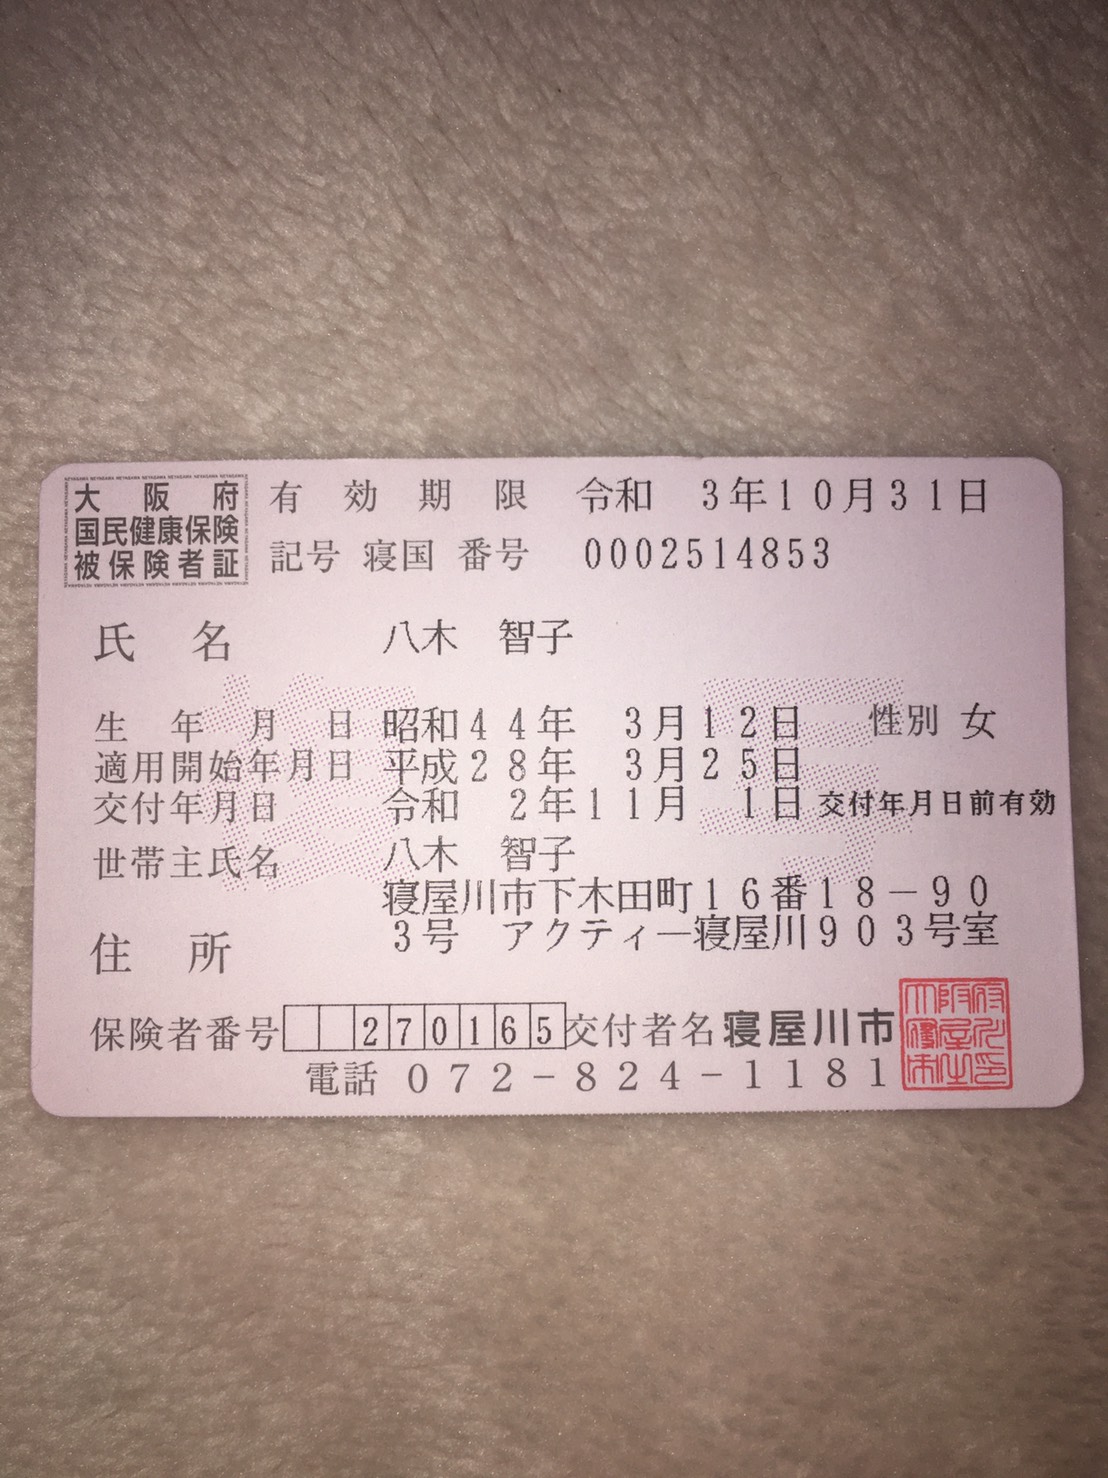 大阪府
国民健康保険
被保険者証
有効期限 令和 3年10月31日
記号 寝国 番号 0002514853
氏名 八木 智子
生年月日 昭和44年 3月12日 性別 女
適用開始年月日 平成28年 3月25日
交付年月日 令和 2年11月 1日 交付年月日前有効
世帯主氏名 八木 智子
住所 寝屋川市下木田町16番18-90
3号 アクティー寝屋川903号室
保険者番号 270165 交付者名 寝屋川市
電話 072-824-1181